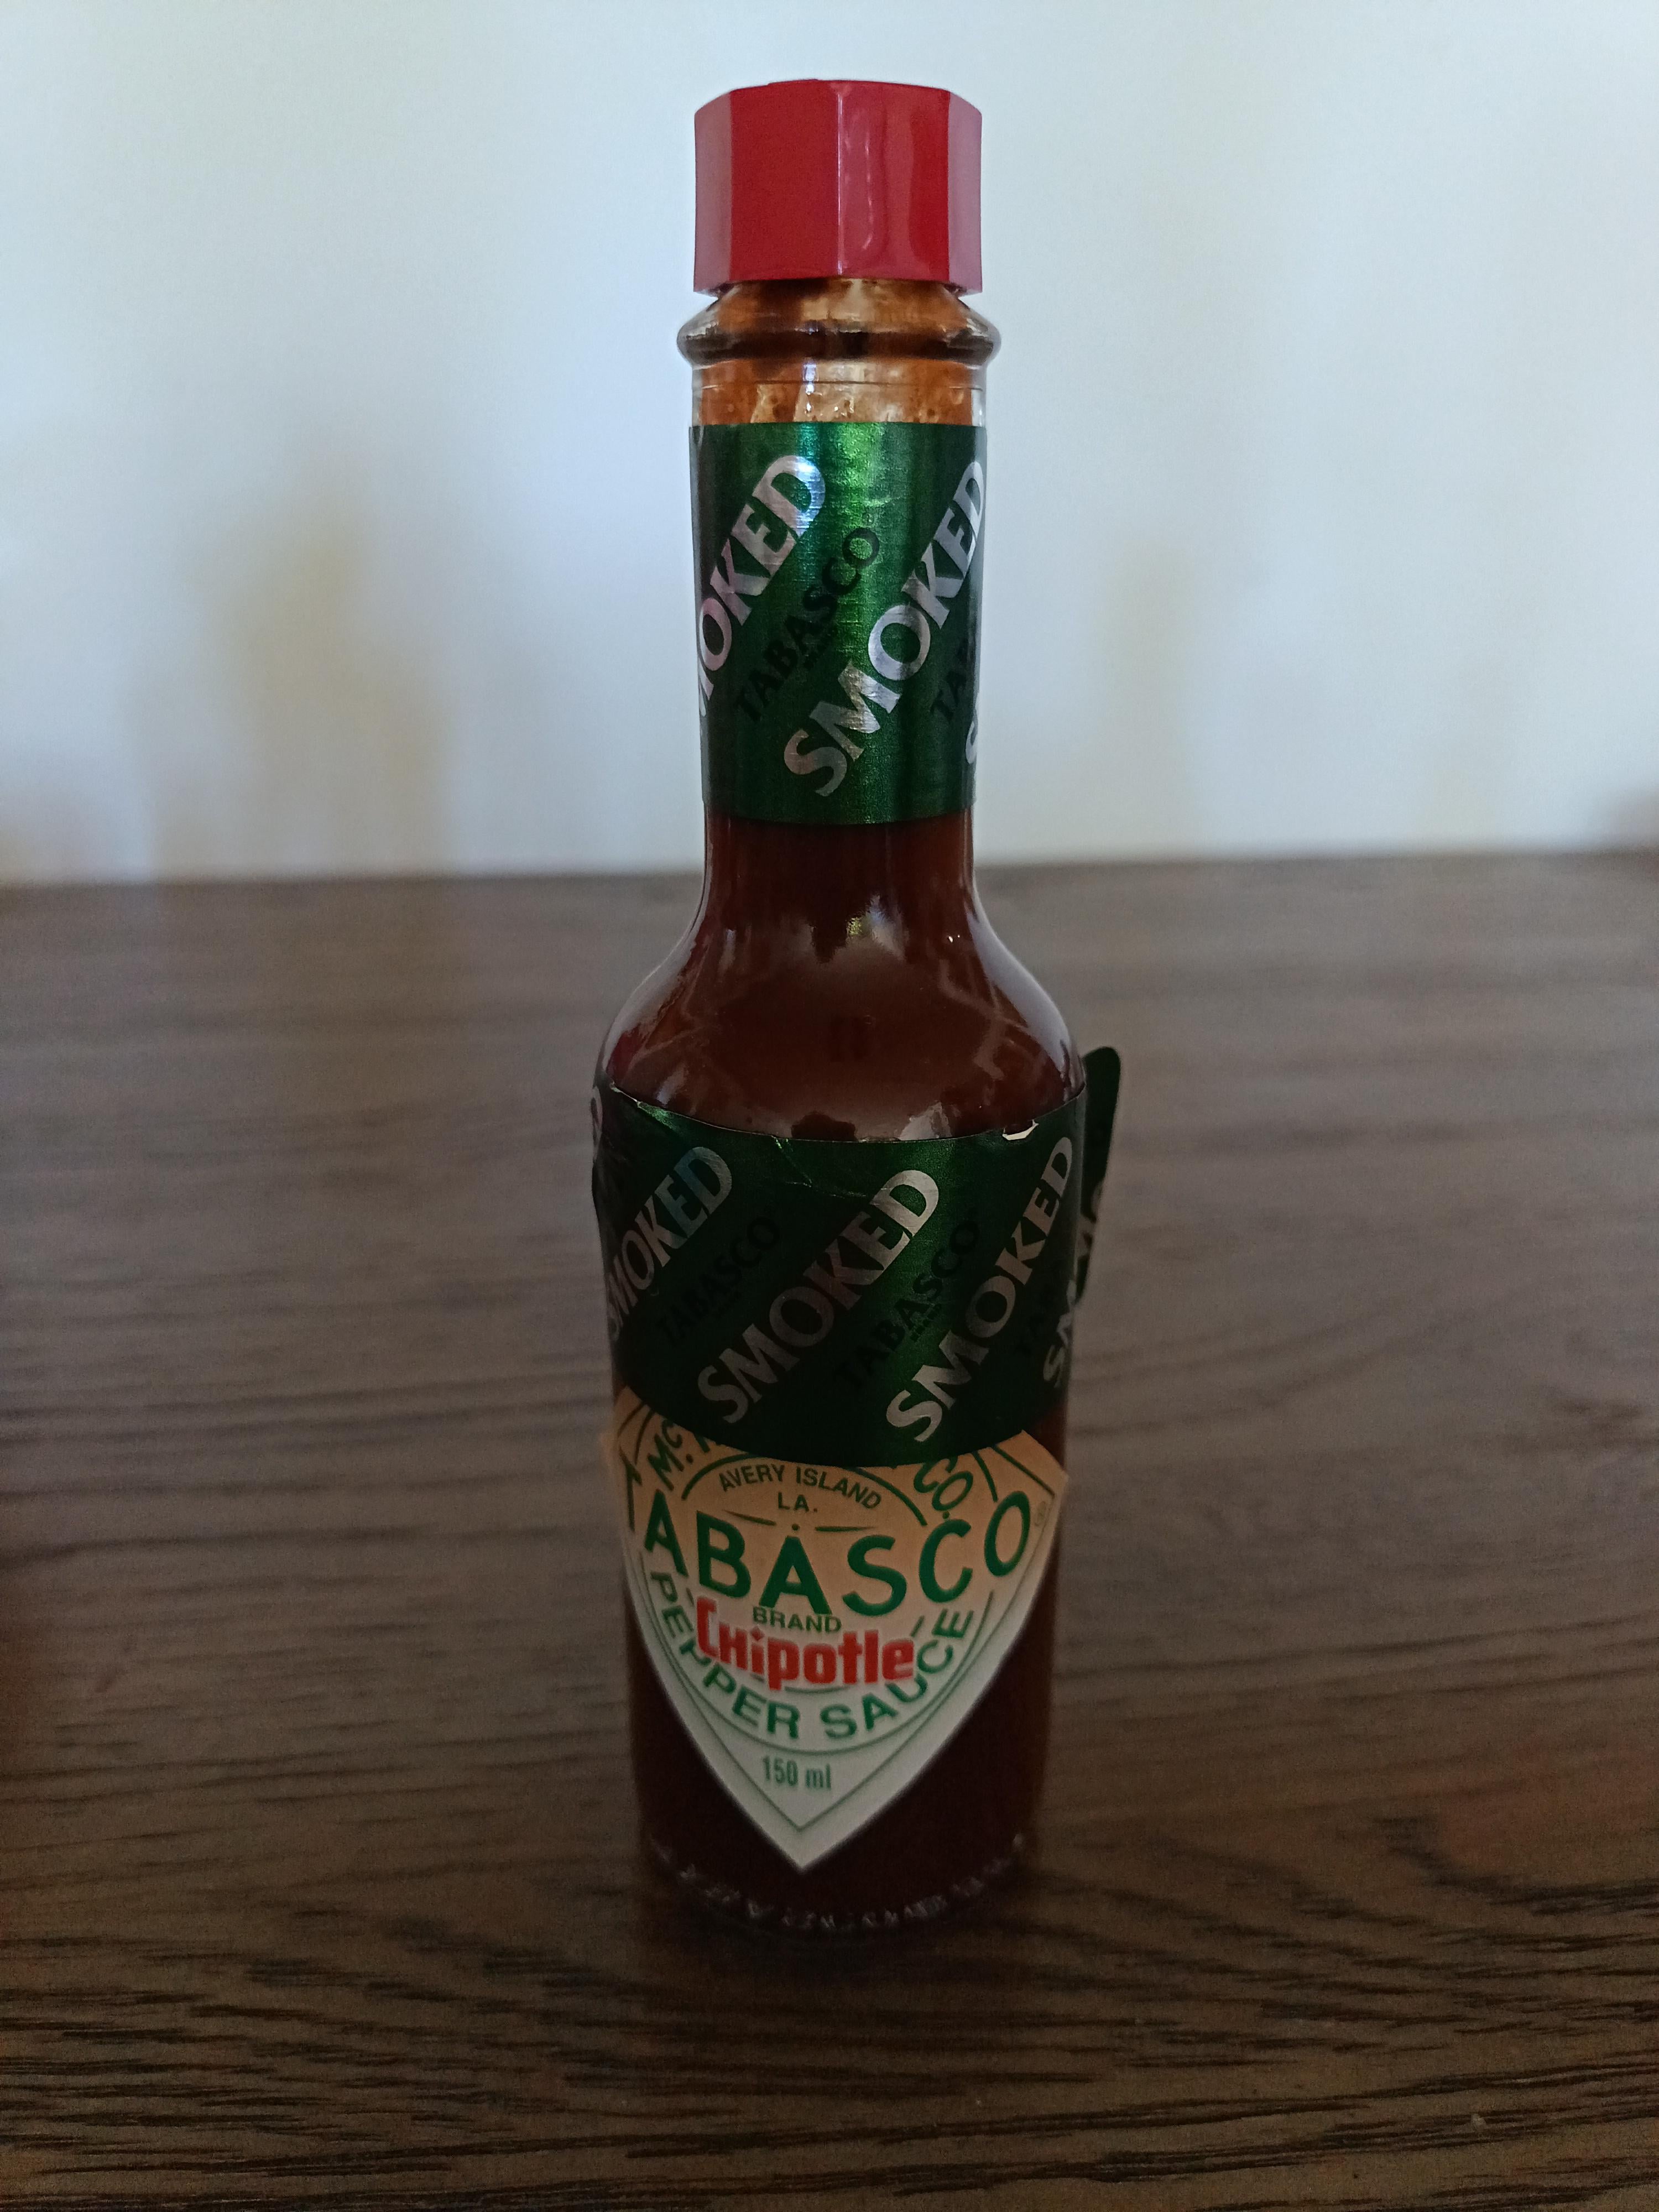 SMOKED
TABASCO
SMOKED
SMOKED
TABASCO
SMOKED
TABASCO
SMOKED
AVERY ISLAND
LA.
TABASCO
BRAND
Chipotle
PEPPER SAUCE
150 ml